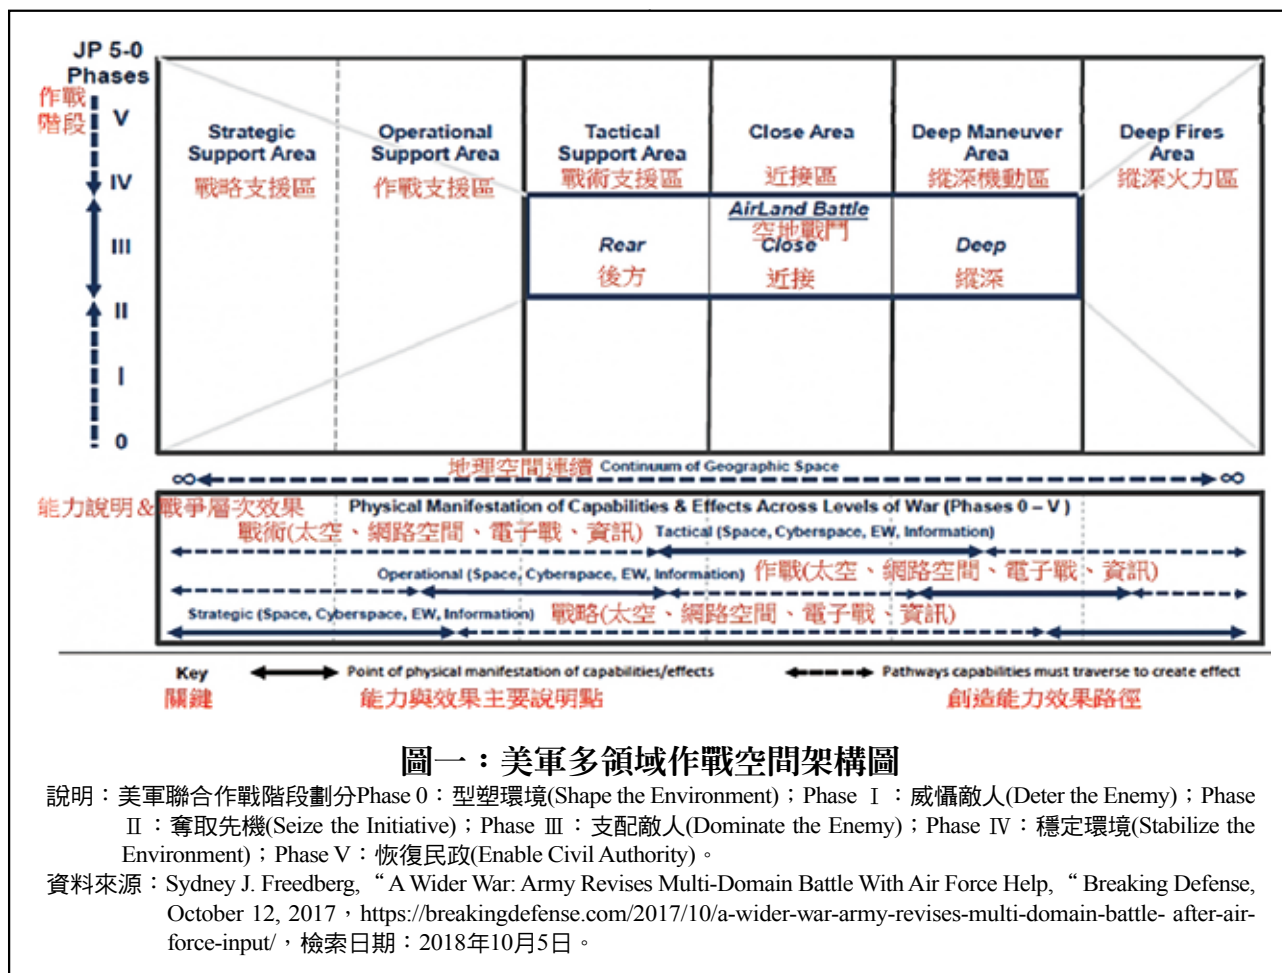 JP 5-0
Phases
作戰
階段
V
IV
III
II
I
0
Strategic
Support Area
戰略支援區
Operational
Support Area
作戰支援區
Tactical
Support Area
戰術支援區
Close Area
近接區
Deep Maneuver
Area
縱深機動區
Deep Fires
Area
縱深火力區
AirLand Battle
空地戰鬥
Rear
後方
Close
近接
Deep
縱深
地理空間連續 Continuum of Geographic Space
∞ ∞
能力說明&戰爭層次效果 Physical Manifestation of Capabilities & Effects Across Levels of War (Phases 0 – V )
戰術(太空、網路空間、電子戰、資訊) Tactical (Space, Cyberspace, EW, Information)
Operational (Space, Cyberspace, EW, Information) 作戰(太空、網路空間、電子戰、資訊)
Strategic (Space, Cyberspace, EW, Information) 戰略(太空、網路空間、電子戰、資訊)
Key Point of physical manifestation of capabilities/effects Pathways capabilities must traverse to create effect
關鍵 能力與效果主要說明點 創造能力效果路徑
圖一：美軍多領域作戰空間架構圖
說明：美軍聯合作戰階段劃分Phase 0：型塑環境(Shape the Environment)；Phase Ⅰ：威懾敵人(Deter the Enemy)；Phase
Ⅱ：奪取先機(Seize the Initiative)；Phase Ⅲ：支配敵人(Dominate the Enemy)；Phase Ⅳ：穩定環境(Stabilize the
Environment)；Phase V：恢復民政(Enable Civil Authority)。
資料來源：Sydney J. Freedberg, “A Wider War: Army Revises Multi-Domain Battle With Air Force Help, “Breaking Defense,
October 12, 2017，https://breakingdefense.com/2017/10/a-wider-war-army-revises-multi-domain-battle- after-air-
force-input/，檢索日期：2018年10月5日。